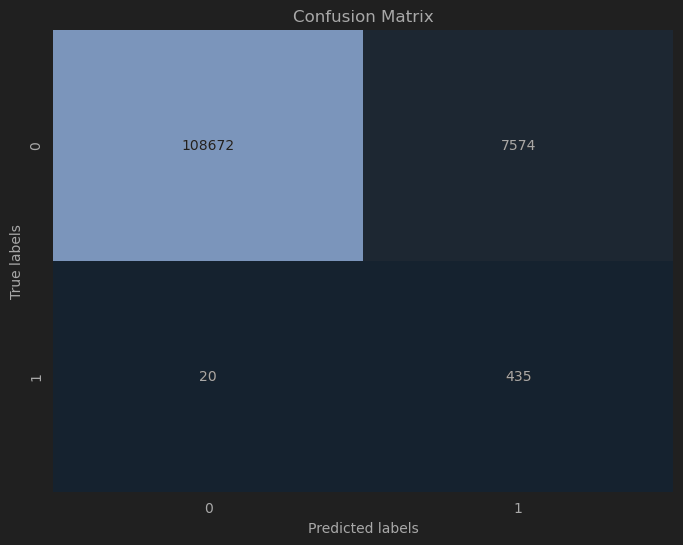 Confusion Matrix
True labels
0
108672
7574
1
20
435
0
1
Predicted labels